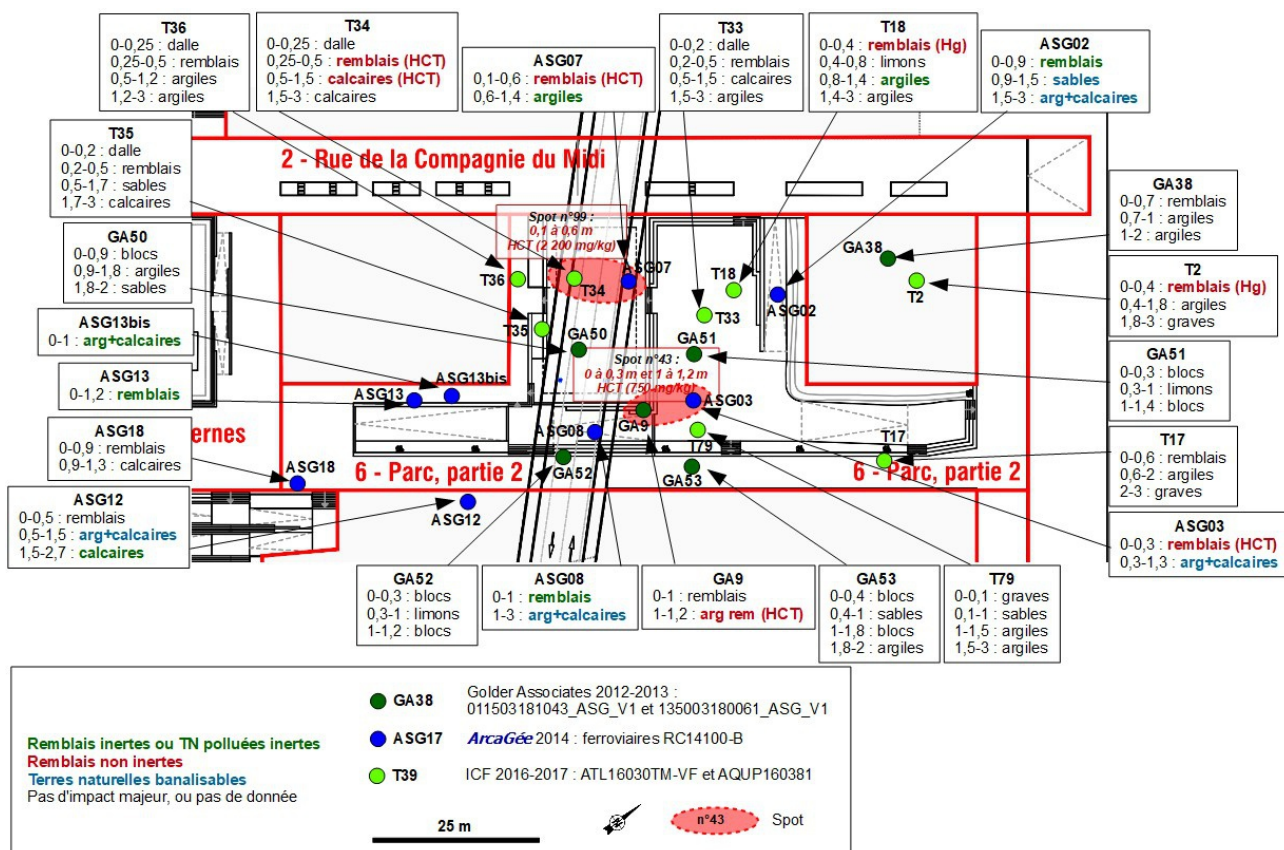 T36
0-0,25 : dalle
0,25-0,5 : remblais
0,5-1,2 : argiles
1,2-3 : argiles
T34
0-0,25 : dalle
0,25-0,5 : remblais (HCT)
0,5-1,5 : calcaires (HCT)
1,5-3 : calcaires
ASG07
0,1-0,6 : remblais (HCT)
0,6-1,4 : argiles
T33
0-0,2 : dalle
0,2-0,5 : remblais
0,5-1,5 : calcaires
1,5-3 : argiles
T18
0-0,4 : remblais (Hg)
0,4-0,8 : limons
0,8-1,4 : argiles
1,4-3 : argiles
ASG02
0-0,9 : remblais
0,9-1,5 : sables
1,5-3 : arg+calcaires
T35
0-0,2 : dalle
0,2-0,5 : remblais
0,5-1,7 : sables
1,7-3 : calcaires
2 - Rue de la Compagnie du Midi
GA38
0-0,7 : remblais
0,7-1 : argiles
1-2 : argiles
GA50
0-0,9 : blocs
0,9-1,8 : argiles
1,8-2 : sables
Spot n°99 :
0,1 à 0,6 m
HCT (2 200 mg/kg)
T36
T34
ASG07
T18
T33
ASG02
GA38
T2
T2
0-0,4 : remblais (Hg)
0,4-1,8 : argiles
1,8-3 : graves
ASG13bis
0-1 : arg+calcaires
T35
GA50
GA51
Spot n°43 :
0 à 0,3 m et 1 à 1,2 m
HCT (750 mg/kg)
GA51
0-0,3 : blocs
0,3-1 : limons
1-1,4 : blocs
ASG13
0-1,2 : remblais
ASG13
ASG13bis
GA9
ASG03
ASG18
0-0,9 : remblais
0,9-1,3 : calcaires
ernes
ASG08
T79
T17
T17
0-0,6 : remblais
0,6-2 : argiles
2-3 : graves
ASG18
6 - Parc, partie 2
GA52
GA53
6 - Parc, partie 2
ASG12
0-0,5 : remblais
0,5-1,5 : arg+calcaires
1,5-2,7 : calcaires
ASG12
ASG03
0-0,3 : remblais (HCT)
0,3-1,3 : arg+calcaires
GA52
0-0,3 : blocs
0,3-1 : limons
1-1,2 : blocs
ASG08
0-1 : remblais
1-3 : arg+calcaires
GA9
0-1 : remblais
1-1,2 : arg rem (HCT)
GA53
0-0,4 : blocs
0,4-1 : sables
1-1,8 : blocs
1,8-2 : argiles
T79
0-0,1 : graves
0,1-1 : sables
1-1,5 : argiles
1,5-3 : argiles
Remblais inertes ou TN polluées inertes
Remblais non inertes
Terres naturelles banalisables
Pas d'impact majeur, ou pas de donnée
GA38
Golder Associates 2012-2013 :
011503181043_ASG_V1 et 135003180061_ASG_V1
ASG17
ArcaGée 2014 : ferroviaires RC14100-B
T39
ICF 2016-2017 : ATL16030TM-VF et AQUP160381
25 m
n°43
Spot